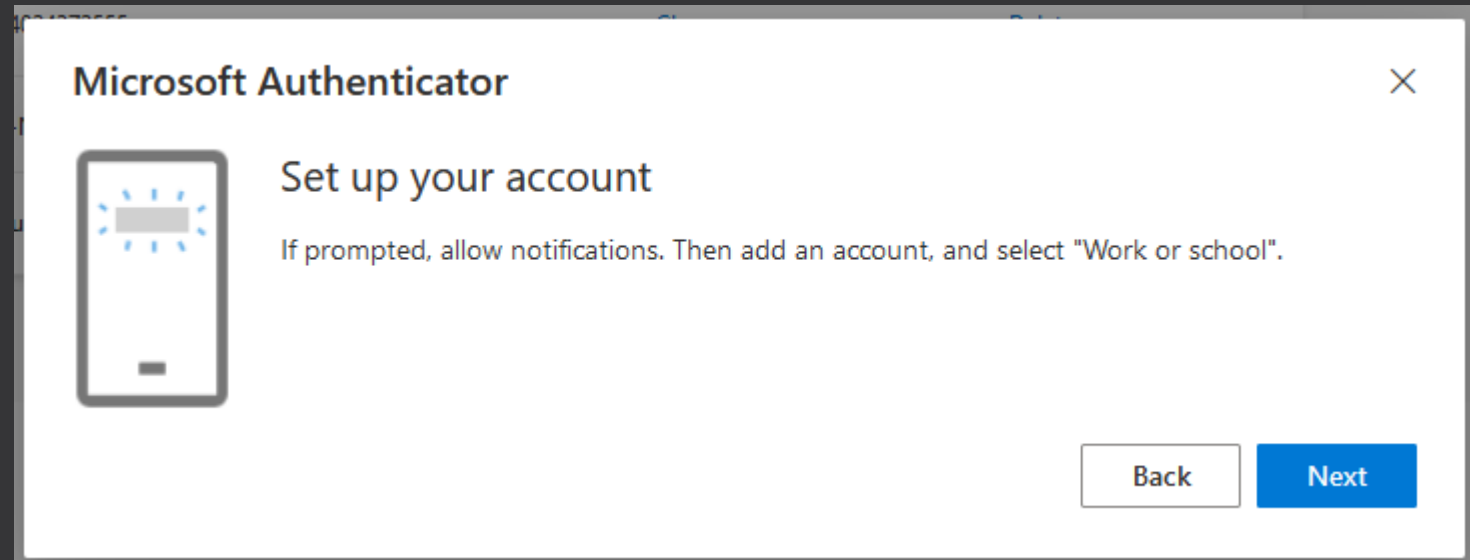 Microsoft Authenticator
Set up your account
If prompted, allow notifications. Then add an account, and select "Work or school".
Back
Next